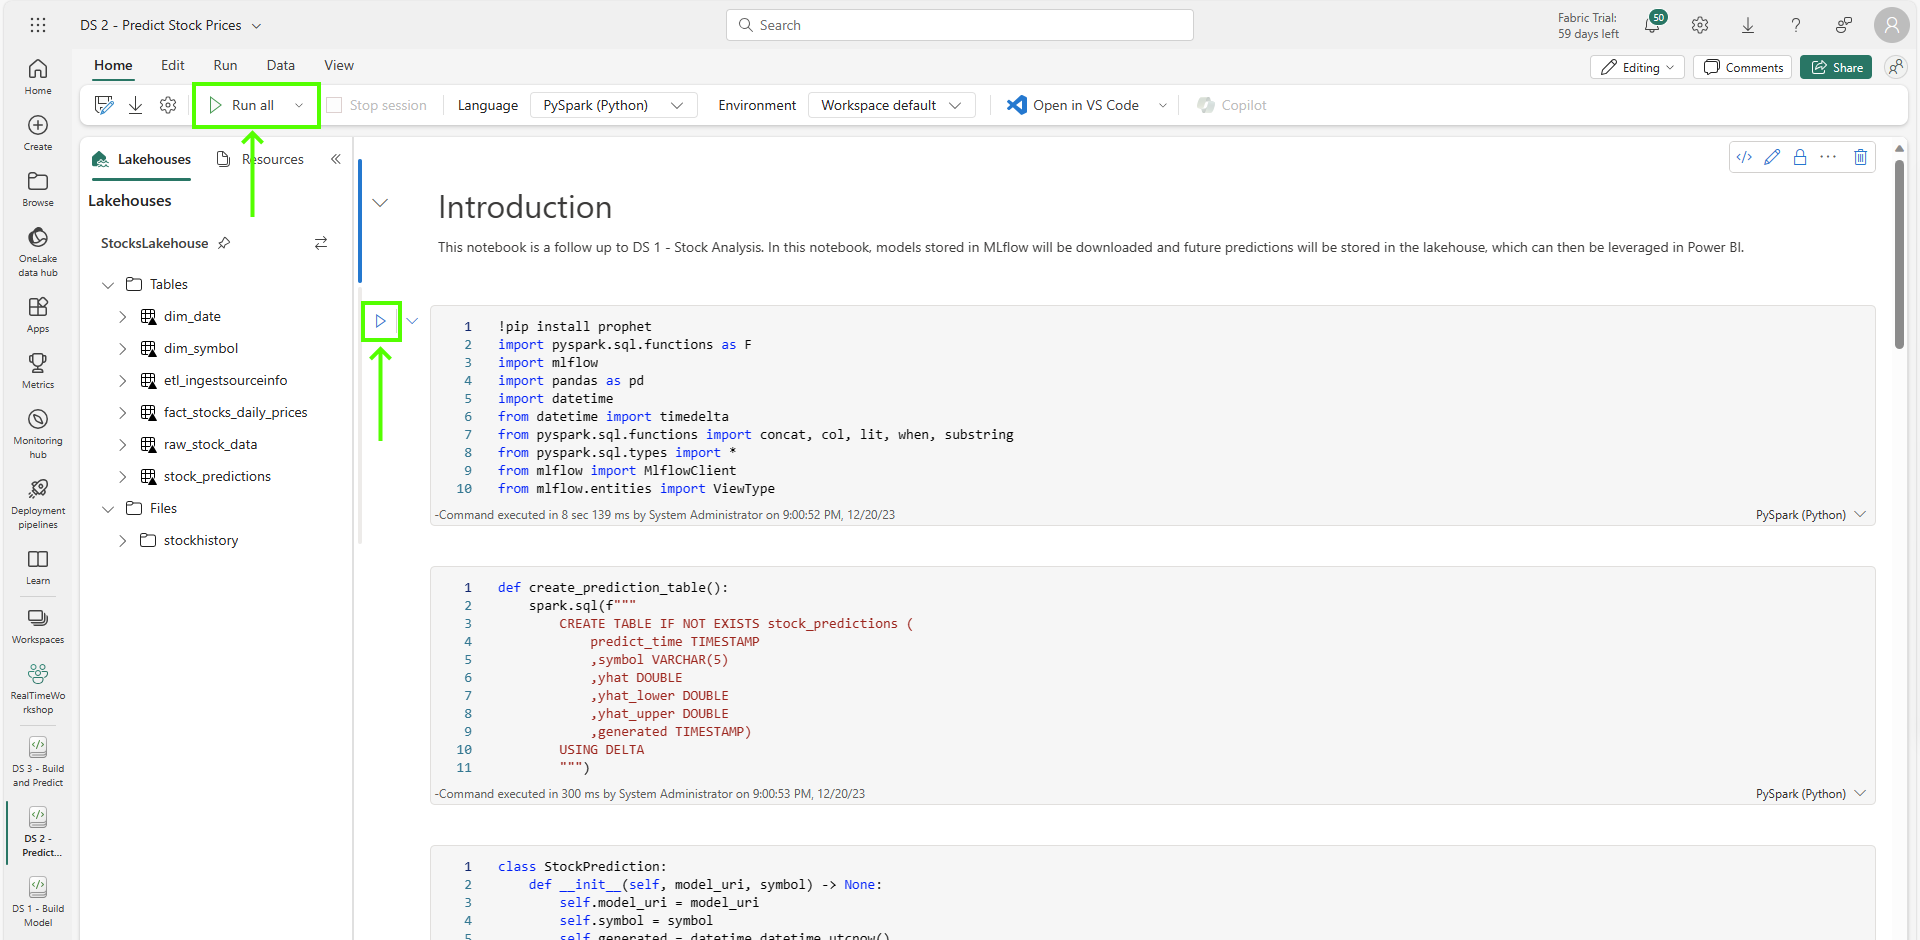 DS 2 - Predict Stock Prices
Search
Fabric Trial:
59 days left
50
Home Edit Run Data View
Editing Comments Share
Run all Stop session Language PySpark (Python) Environment Workspace default Open in VS Code Copilot
Home
Create
Browse
OneLake
data hub
Apps
Metrics
Monitoring
hub
Deployment
pipelines
Learn
Workspaces
RealTimeWo
rkshop
DS 3 - Build
and Predict
DS 2 -
Predict...
DS 1 - Build
Model
Lakehouses Resources
Lakehouses
StocksLakehouse
Tables
dim_date
dim_symbol
etl_ingestsourceinfo
fact_stocks_daily_prices
raw_stock_data
stock_predictions
Files
stockhistory
Introduction
This notebook is a follow up to DS 1 - Stock Analysis. In this notebook, models stored in MLflow will be downloaded and future predictions will be stored in the lakehouse, which can then be leveraged in Power BI.
1 !pip install prophet
2 import pyspark.sql.functions as F
3 import mlflow
4 import pandas as pd
5 import datetime
6 from datetime import timedelta
7 from pyspark.sql.functions import concat, col, lit, when, substring
8 from pyspark.sql.types import *
9 from mlflow import MlflowClient
10 from mlflow.entities import ViewType
-Command executed in 8 sec 139 ms by System Administrator on 9:00:52 PM, 12/20/23
PySpark (Python)
1 def create_prediction_table():
2 spark.sql(f"""
3 CREATE TABLE IF NOT EXISTS stock_predictions (
4 predict_time TIMESTAMP
5 ,symbol VARCHAR(5)
6 ,yhat DOUBLE
7 ,yhat_lower DOUBLE
8 ,yhat_upper DOUBLE
9 ,generated TIMESTAMP)
10 USING DELTA
11 """)
-Command executed in 300 ms by System Administrator on 9:00:53 PM, 12/20/23
PySpark (Python)
1 class StockPrediction:
2 def __init__(self, model_uri, symbol) -> None:
3 self.model_uri = model_uri
4 self.symbol = symbol
5 self.generated = datetime.datetime.utcnow()